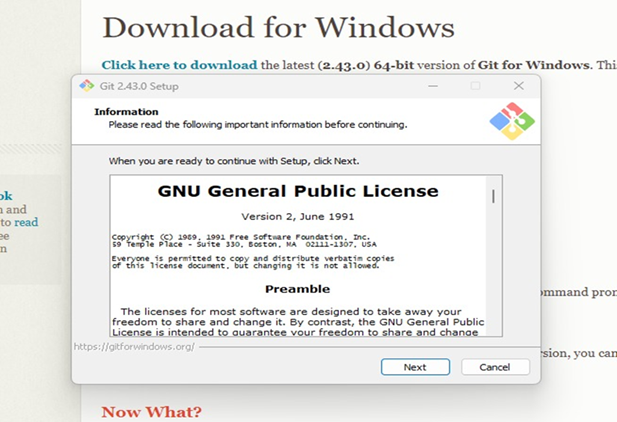 Download for Windows
Click here to download the latest (2.43.0) 64-bit version of Git for Windows. This
Git 2.43.0 Setup
Information
Please read the following important information before continuing.
When you are ready to continue with Setup, click Next.
GNU General Public License
Version 2, June 1991
Copyright (C) 1989, 1991 Free Software Foundation, Inc.
59 Temple Place - Suite 330, Boston, MA 02111-1307, USA
Everyone is permitted to copy and distribute verbatim copies
of this license document, but changing it is not allowed.
Preamble
The licenses for most software are designed to take away your
freedom to share and change it. By contrast, the GNU General Public
License is intended to guarantee your freedom to share and change
https://gitforwindows.org/
Next
Cancel
ok
n and
to read
ee
n
ommand pron
rsion, you can
Now What?